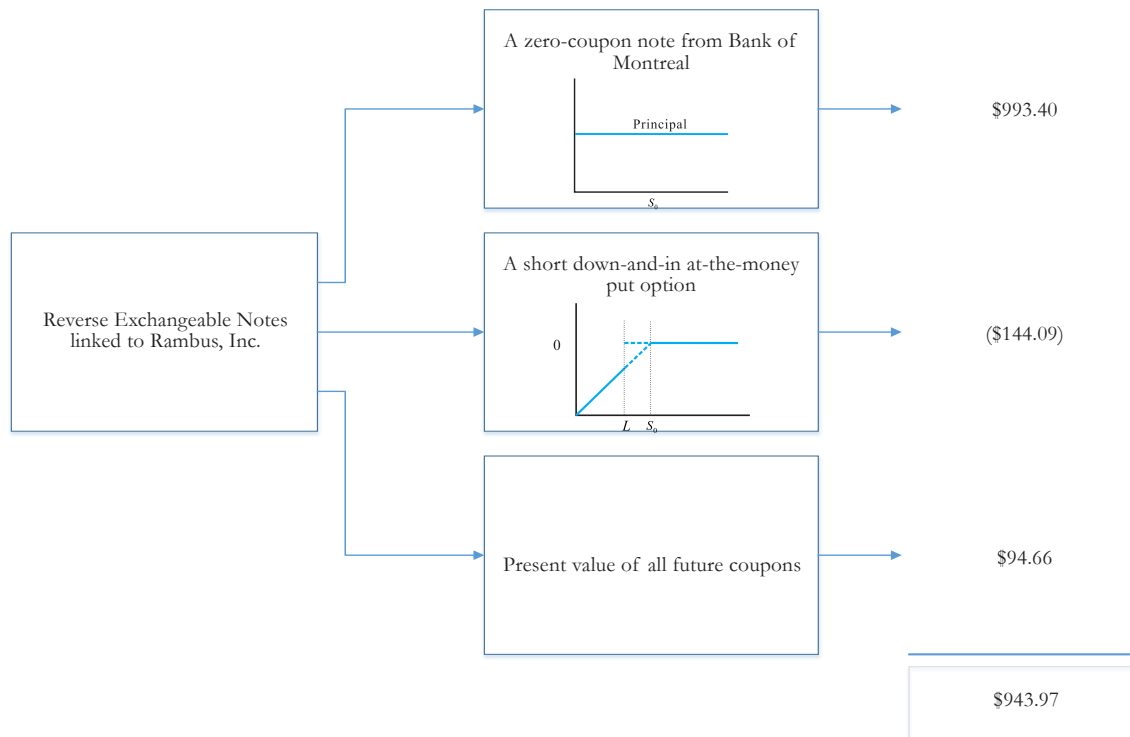 A zero-coupon note from Bank of
Montreal
Principal
S₀
$993.40
Reverse Exchangeable Notes
linked to Rambus, Inc.
A short down-and-in at-the-money
put option
0
L S₀
($144.09)
Present value of all future coupons
$94.66
$943.97